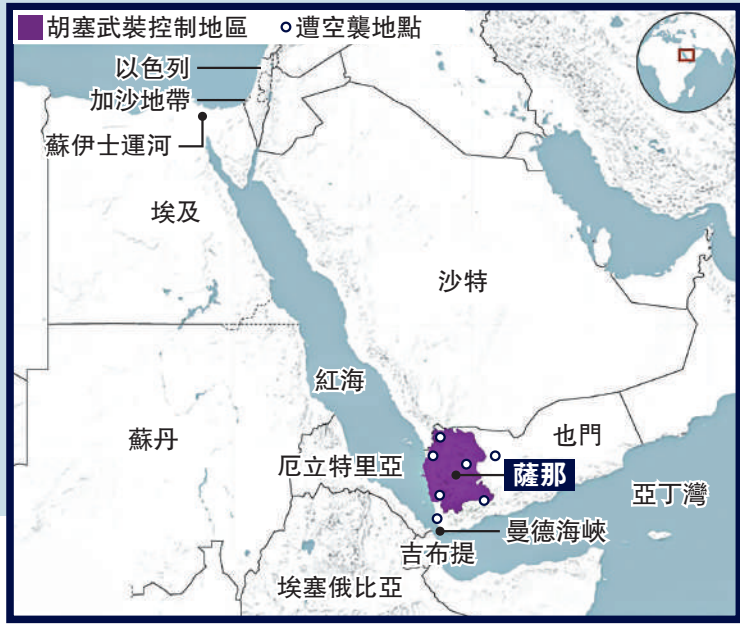 胡塞武裝控制地區
遭空襲地點
以色列
加沙地帶
蘇伊士運河
埃及
沙特
紅海
蘇丹
也門
厄立特里亞
薩那
亞丁灣
曼德海峽
吉布提
埃塞俄比亞